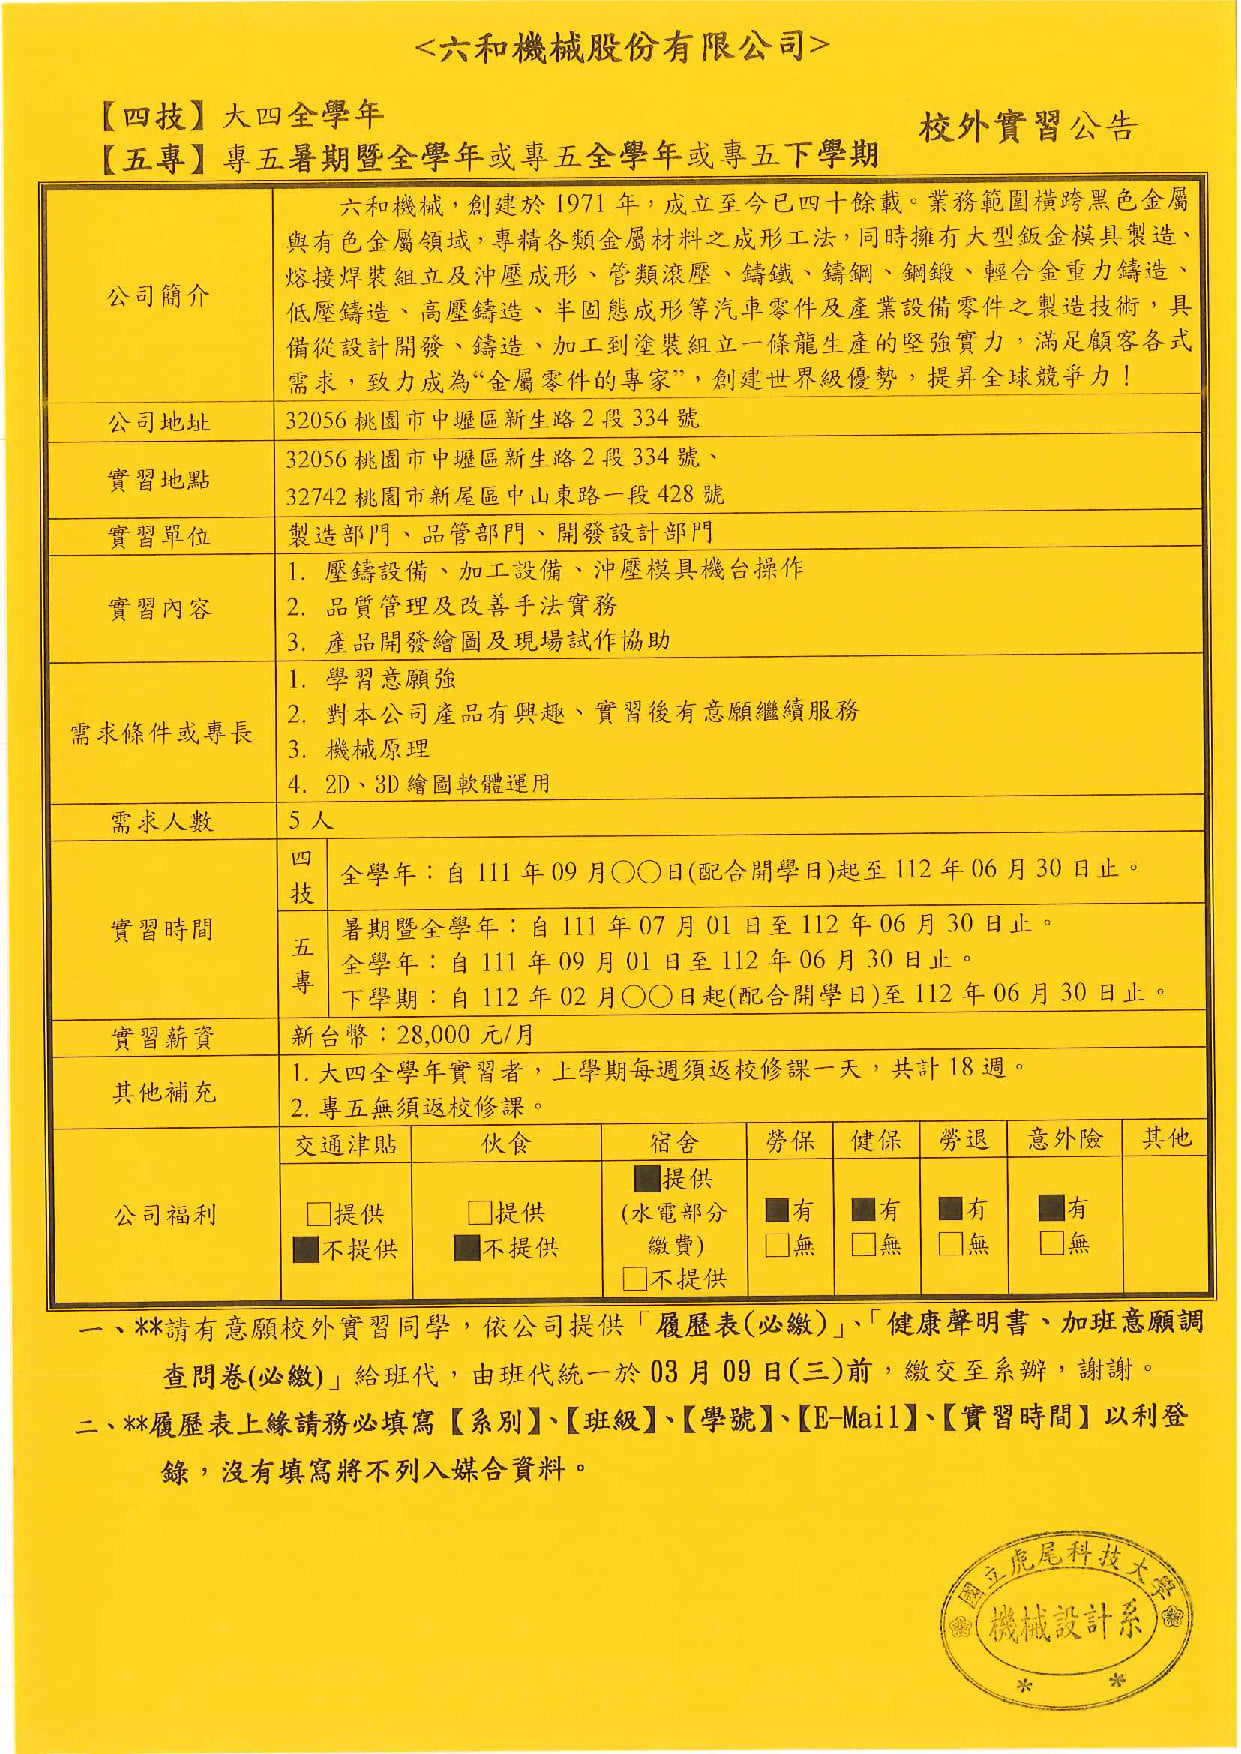 <六和機械股份有限公司>
【四技】大四全學年
校外實習公告
【五專】專五暑期暨全學年或專五全學年或專五下學期
公司簡介
六和機械，創建於 1971 年，成立至今已四十餘載。業務範圍橫跨黑色金屬
與有色金屬領域，專精各類金屬材料之成形工法，同時擁有大型鈑金模具製造、
熔接焊裝組立及沖壓成形、管類滾壓、鑄鐵、鑄鋼、鋼鍛、輕合金重力鑄造、
低壓鑄造、高壓鑄造、半固態成形等汽車零件及產業設備零件之製造技術，具
備從設計開發、鑄造、加工到塗裝組立一條龍生產的堅強實力，滿足顧客各式
需求，致力成為“金屬零件的專家”，創建世界級優勢，提昇全球競爭力！
公司地址
32056 桃園市中壢區新生路 2 段 334 號
實習地點
32056 桃園市中壢區新生路 2 段 334 號、
32742 桃園市新屋區中山東路一段 428 號
實習單位
製造部門、品管部門、開發設計部門
實習內容
1. 壓鑄設備、加工設備、沖壓模具機台操作
2. 品質管理及改善手法實務
3. 產品開發繪圖及現場試作協助
需求條件或專長
1. 學習意願強
2. 對本公司產品有興趣、實習後有意願繼續服務
3. 機械原理
4. 2D、3D 繪圖軟體運用
需求人數
5 人
實習時間
四技
全學年：自 111 年 09 月○○日(配合開學日)起至 112 年 06 月 30 日止。
五專
暑期暨全學年：自 111 年 07 月 01 日至 112 年 06 月 30 日止。
全學年：自 111 年 09 月 01 日至 112 年 06 月 30 日止。
下學期：自 112 年 02 月○○日起(配合開學日)至 112 年 06 月 30 日止。
實習薪資
新台幣：28,000 元/月
其他補充
1. 大四全學年實習者，上學期每週須返校修課一天，共計 18 週。
2. 專五無須返校修課。
公司福利
交通津貼 伙食 宿舍 勞保 健保 勞退 意外險 其他
□提供
■不提供
□提供
■不提供
■提供
(水電部分
繳費)
□不提供
■有
□無
■有
□無
■有
□無
■有
□無
一、**請有意願校外實習同學，依公司提供「履歷表(必繳)」、「健康聲明書、加班意願調
查問卷(必繳)」給班代，由班代統一於 03 月 09 日(三)前，繳交至系辦，謝謝。
二、**履歷表上緣請務必填寫【系別】、【班級】、【學號】、【E-Mail】、【實習時間】以利登
錄，沒有填寫將不列入媒合資料。
國立虎尾科技大學
機械設計系